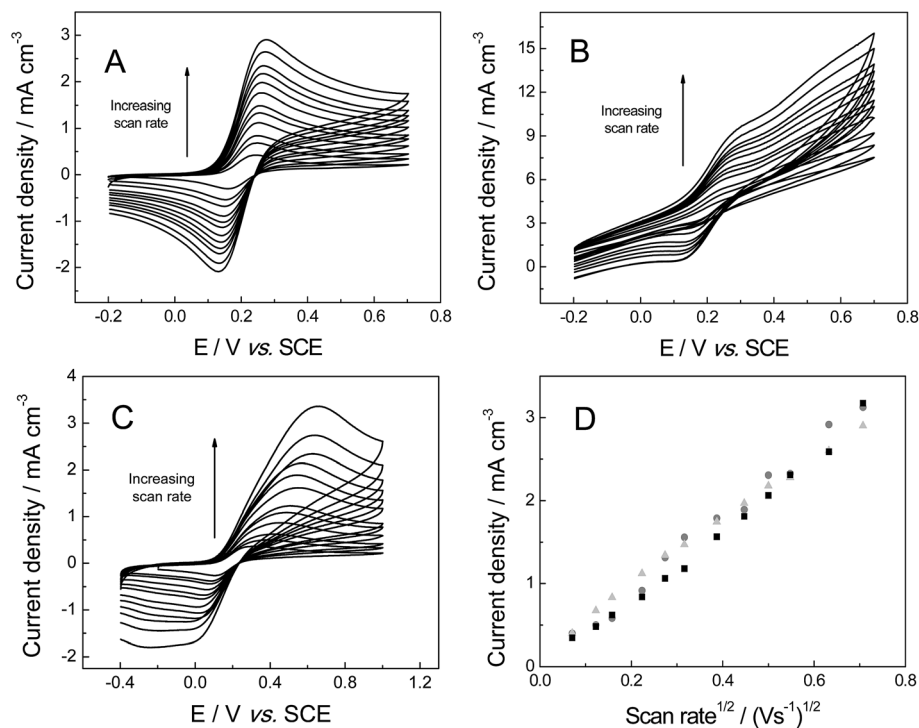 A
Increasing
scan rate
Current density / mA cm⁻³
3
2
1
0
-1
-2
-0.2
0.0
0.2
0.4
0.6
0.8
E / V vs. SCE
B
Increasing
scan rate
Current density / mA cm⁻³
15
12
9
6
3
0
-0.2
0.0
0.2
0.4
0.6
0.8
E / V vs. SCE
C
Increasing
scan rate
Current density / mA cm⁻³
4
3
2
1
0
-1
-2
-0.4
0.0
0.4
0.8
1.2
E / V vs. SCE
D
Current density / mA cm⁻³
3
2
1
0
0.0
0.2
0.4
0.6
0.8
Scan rate¹ᐟ² / (Vs⁻¹)¹ᐟ²